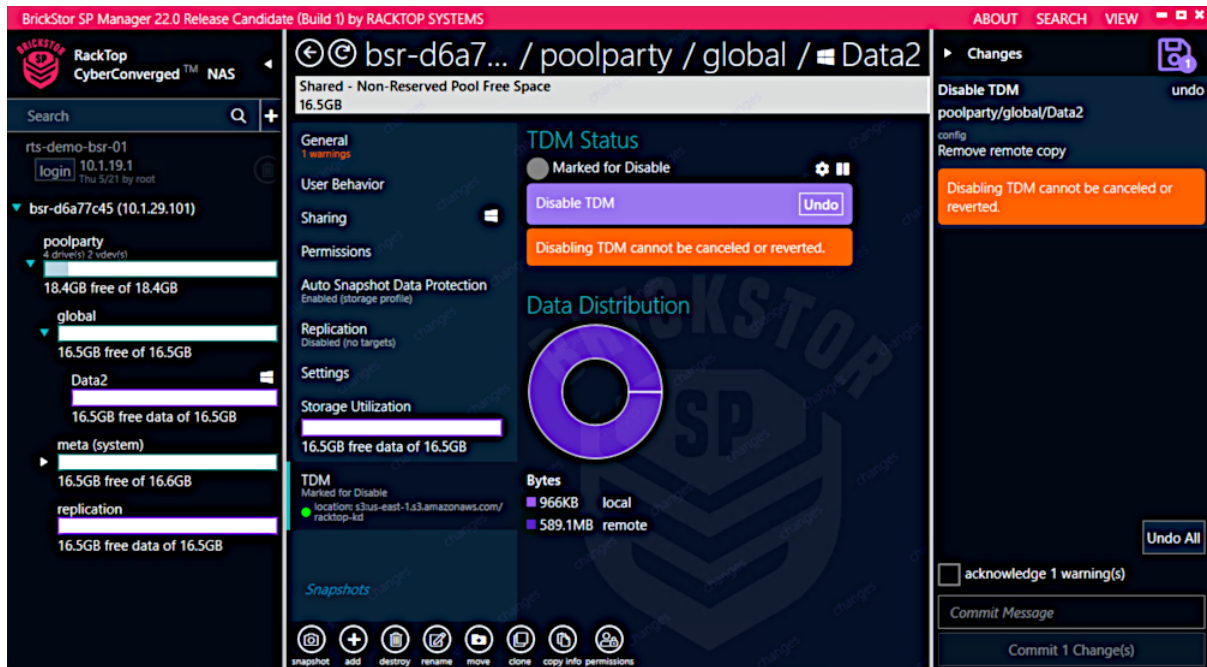 BrickStor SP Manager 22.0 Release Candidate (Build 1) by RACKTOP SYSTEMS
ABOUT SEARCH VIEW
BRICKSTOR
SP
RackTop
CyberConverged TM NAS
Search
rts-demo-bsr-01
login 10.1.19.1
Thu 5/21 by root
bsr-d6a77c45 (10.1.29.101)
poolparty
4 drive(s) 2 vdev(s)
18.4GB free of 18.4GB
global
16.5GB free of 16.5GB
Data2
16.5GB free data of 16.5GB
meta (system)
16.5GB free of 16.6GB
replication
16.5GB free data of 16.5GB
bsr-d6a7... / poolparty / global / Data2
Shared - Non-Reserved Pool Free Space
16.5GB
General
1 warnings
User Behavior
Sharing
Permissions
Auto Snapshot Data Protection
Enabled (storage profile)
Replication
Disabled (no targets)
Settings
Storage Utilization
16.5GB free data of 16.5GB
TDM
Marked for Disable
location: s3:us-east-1.s3.amazonaws.com/
racktop-kd
Snapshots
snapshot add destroy rename move clone copy info permissions
TDM Status
Marked for Disable
Disable TDM Undo
Disabling TDM cannot be canceled or reverted.
Data Distribution
BRICKSTOR
SP
Bytes
966KB local
589.1MB remote
Changes
1
Disable TDM undo
poolparty/global/Data2
config
Remove remote copy
Disabling TDM cannot be canceled or
reverted.
Undo All
acknowledge 1 warning(s)
Commit Message
Commit 1 Change(s)